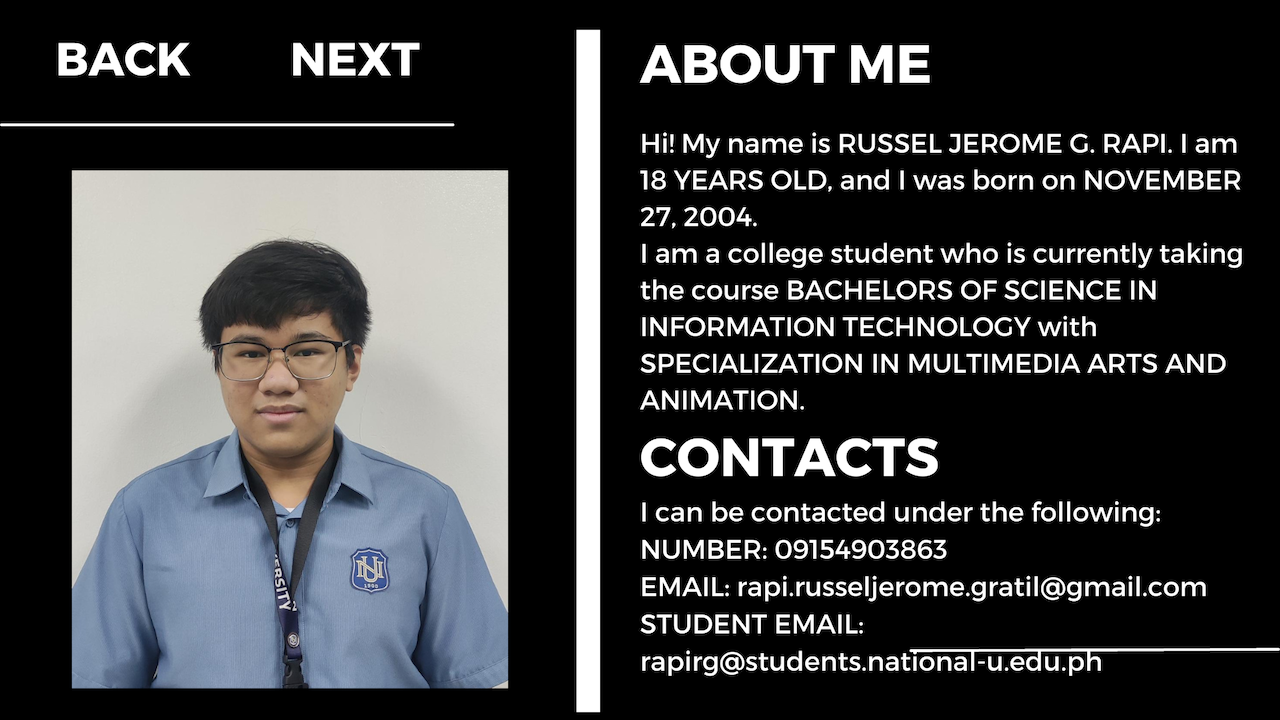 BACK NEXT
ABOUT ME
Hi! My name is RUSSEL JEROME G. RAPI. I am
18 YEARS OLD, and I was born on NOVEMBER
27, 2004.
I am a college student who is currently taking
the course BACHELORS OF SCIENCE IN
INFORMATION TECHNOLOGY with
SPECIALIZATION IN MULTIMEDIA ARTS AND
ANIMATION.
CONTACTS
I can be contacted under the following:
NUMBER: 09154903863
EMAIL: rapi.russeljerome.gratil@gmail.com
STUDENT EMAIL:
rapirg@students.national-u.edu.ph
ERSITY
NU
1900